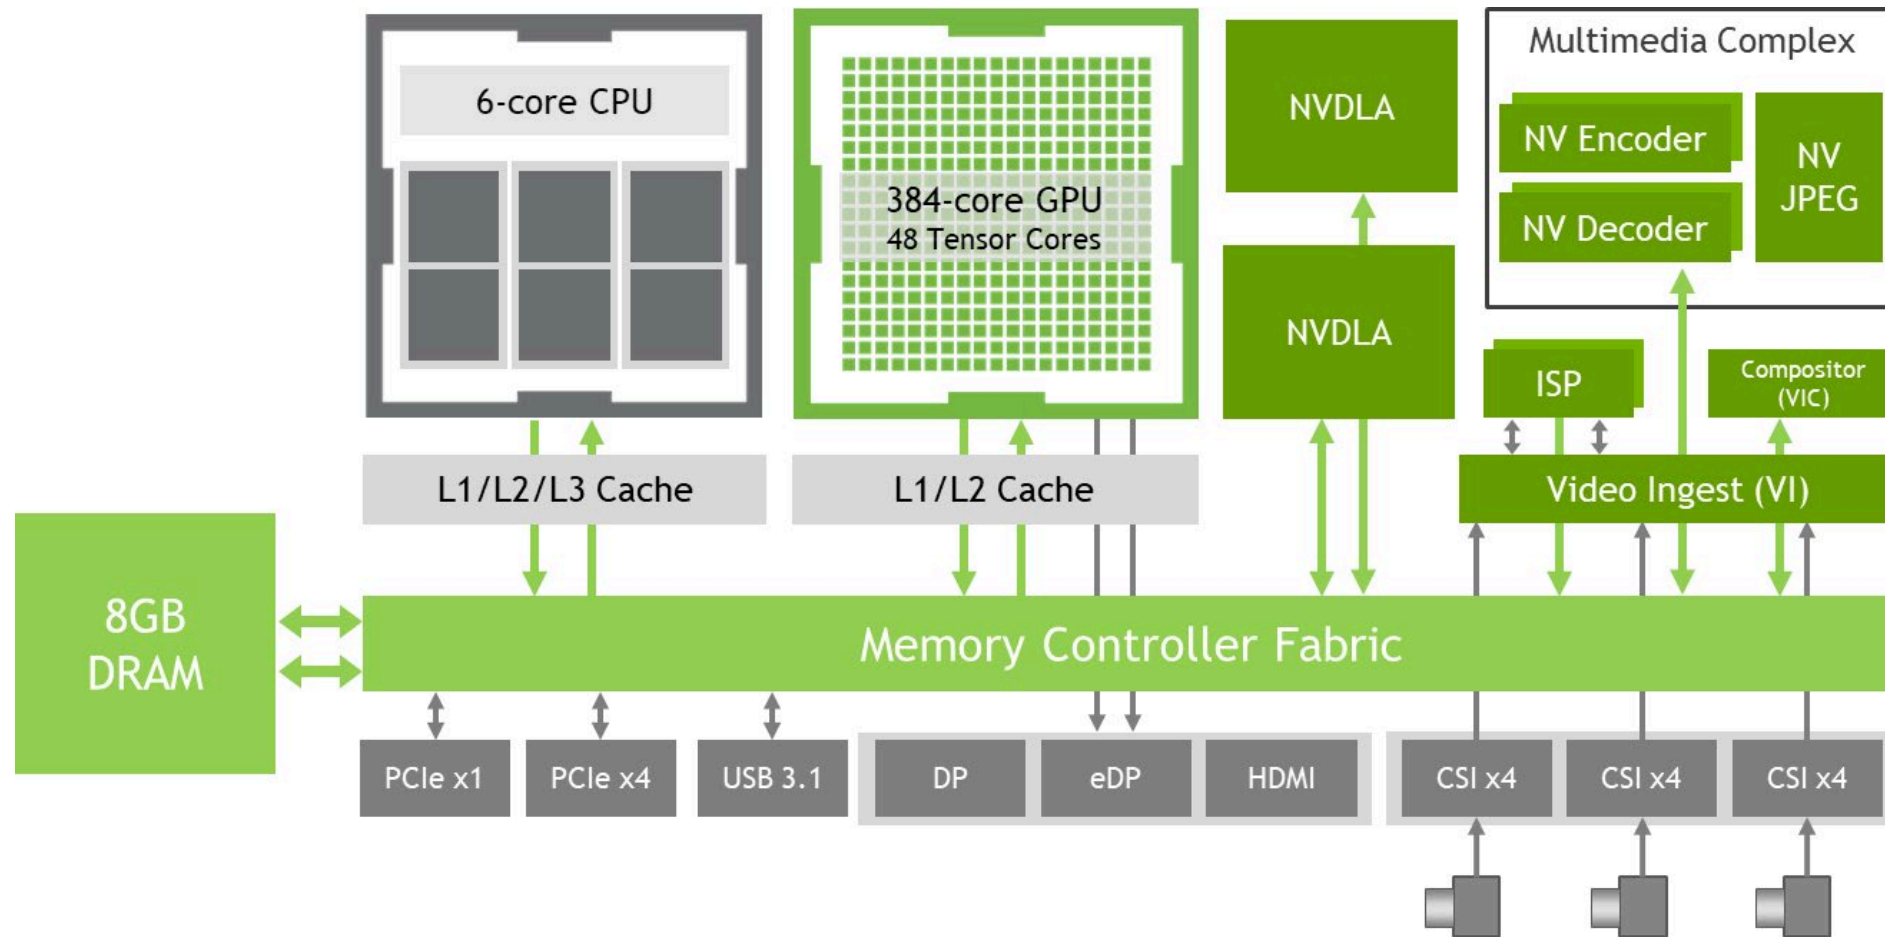 6-core CPU
384-core GPU
48 Tensor Cores
NVDLA
NVDLA
Multimedia Complex
NV Encoder
NV Decoder
NV
JPEG
ISP
Compositor
(VIC)
L1/L2/L3 Cache
L1/L2 Cache
Video Ingest (VI)
8GB
DRAM
Memory Controller Fabric
PCIe x1
PCIe x4
USB 3.1
DP
eDP
HDMI
CSI x4
CSI x4
CSI x4